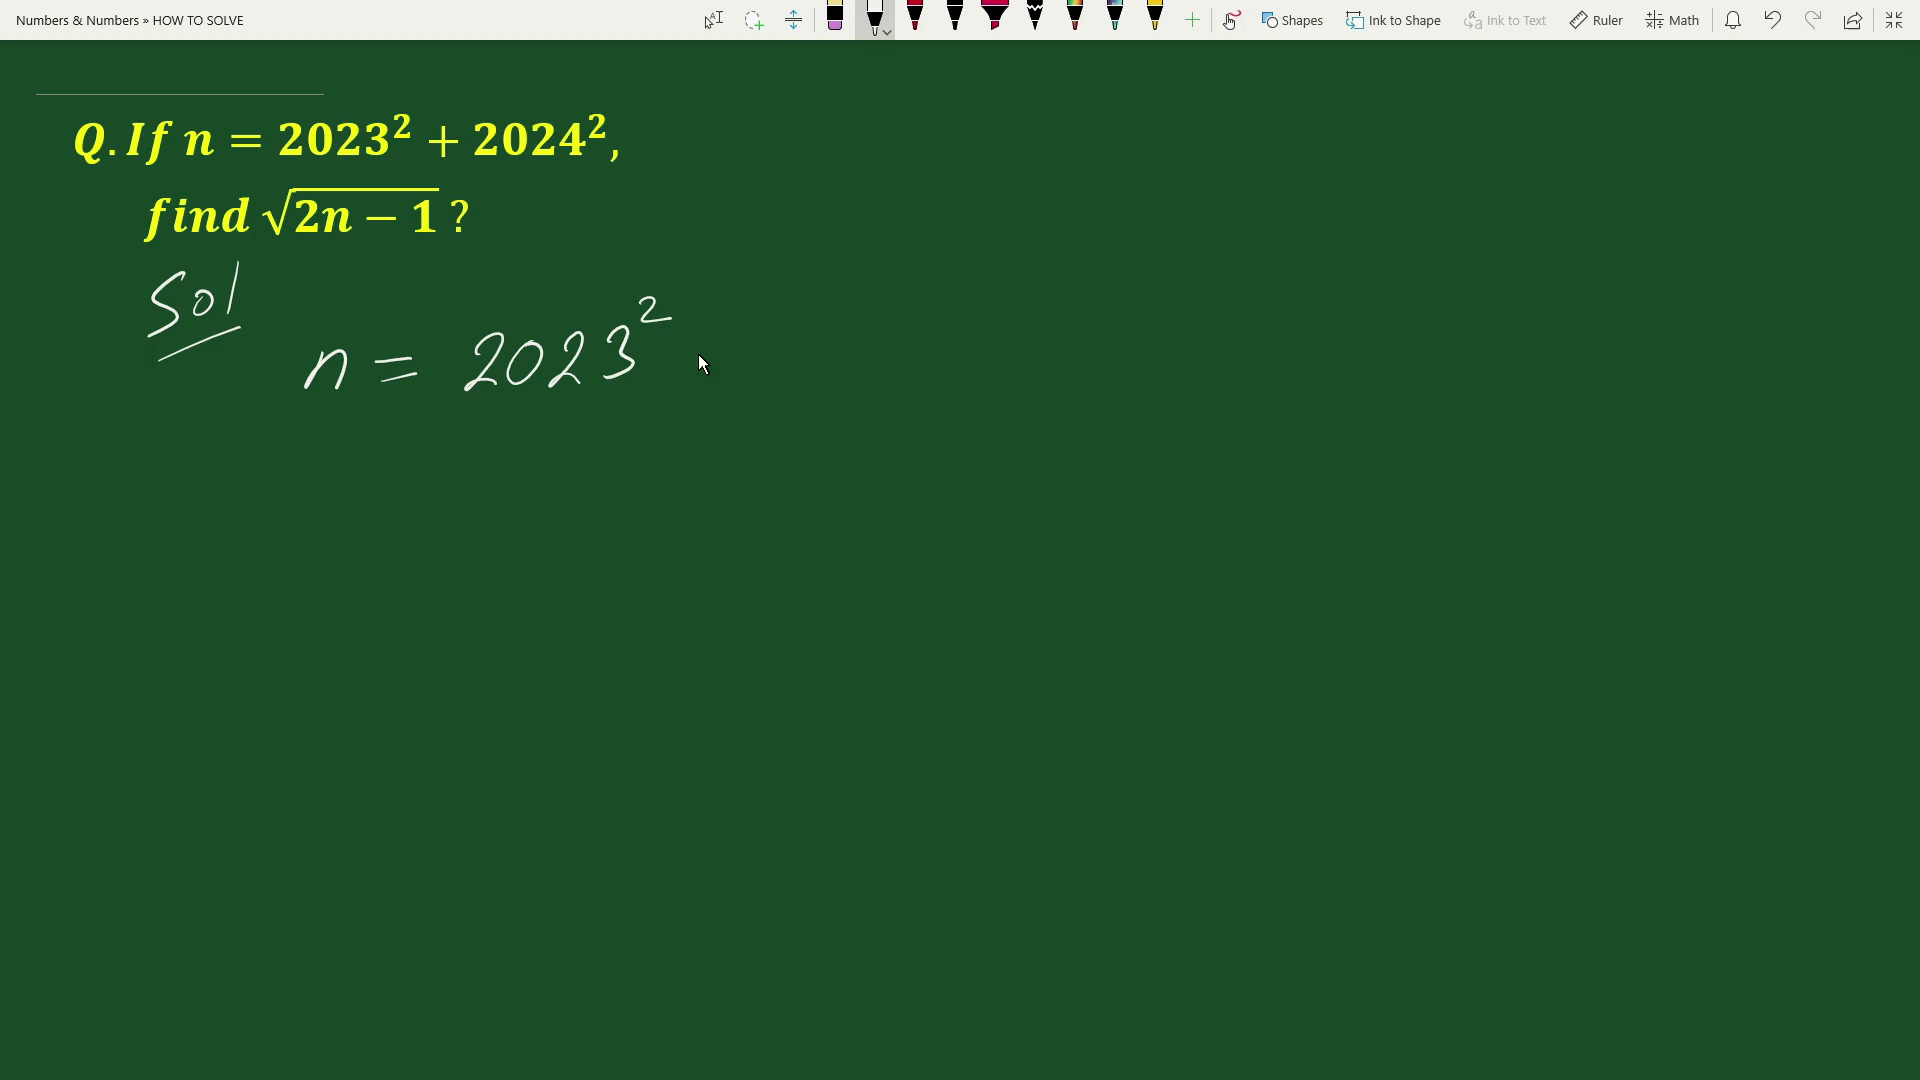 Numbers & Numbers » HOW TO SOLVE
Shapes
Ink to Shape
Ink to Text
Ruler
Math
Q. If n = 2023² + 2024²,
find √2n − 1 ?
Sol
n = 2023²